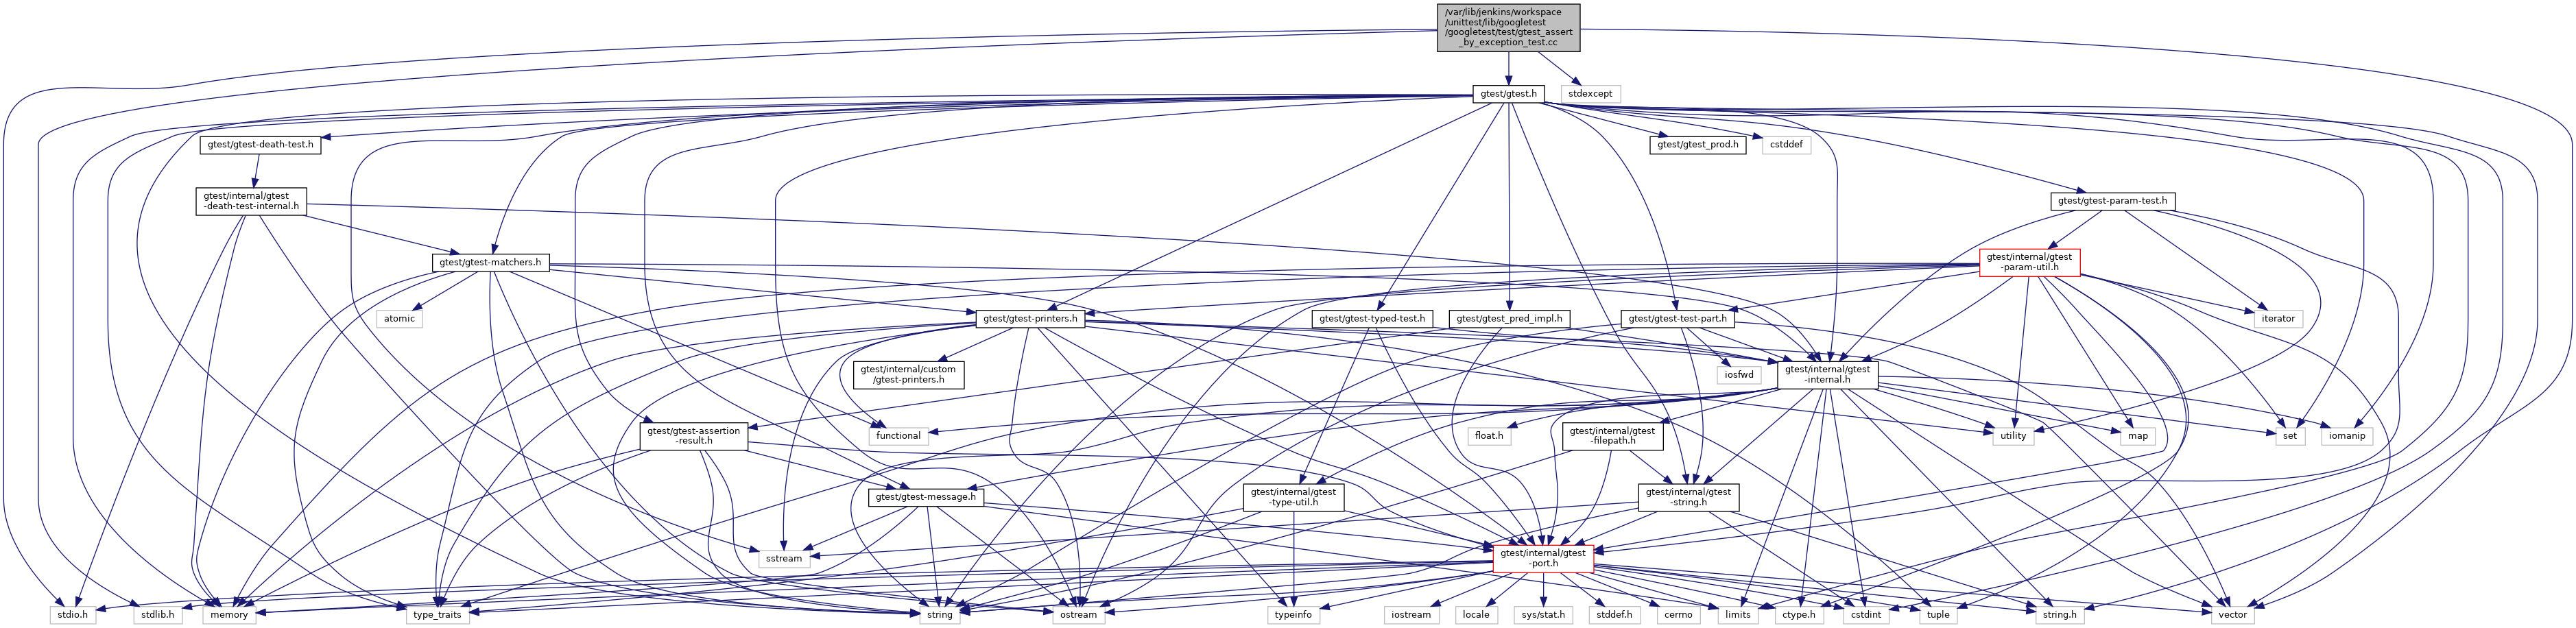 /var/lib/jenkins/workspace
/unittest/lib/googletest
/googletest/test/gtest_assert
_by_exception_test.cc
gtest/gtest.h
stdexcept
gtest/gtest-death-test.h
gtest/gtest_prod.h
cstddef
gtest/internal/gtest
-death-test-internal.h
gtest/gtest-param-test.h
gtest/gtest-matchers.h
gtest/internal/gtest
-param-util.h
atomic
gtest/gtest-printers.h
gtest/gtest-typed-test.h
gtest/gtest_pred_impl.h
gtest/gtest-test-part.h
iterator
gtest/internal/custom
/gtest-printers.h
iosfwd
gtest/internal/gtest
-internal.h
gtest/gtest-assertion
-result.h
functional
float.h
gtest/internal/gtest
-filepath.h
utility
map
set
iomanip
gtest/gtest-message.h
gtest/internal/gtest
-type-util.h
gtest/internal/gtest
-string.h
sstream
gtest/internal/gtest
-port.h
stdio.h
stdlib.h
memory
type_traits
string
ostream
typeinfo
iostream
locale
sys/stat.h
stddef.h
cerrno
limits
ctype.h
cstdint
tuple
string.h
vector